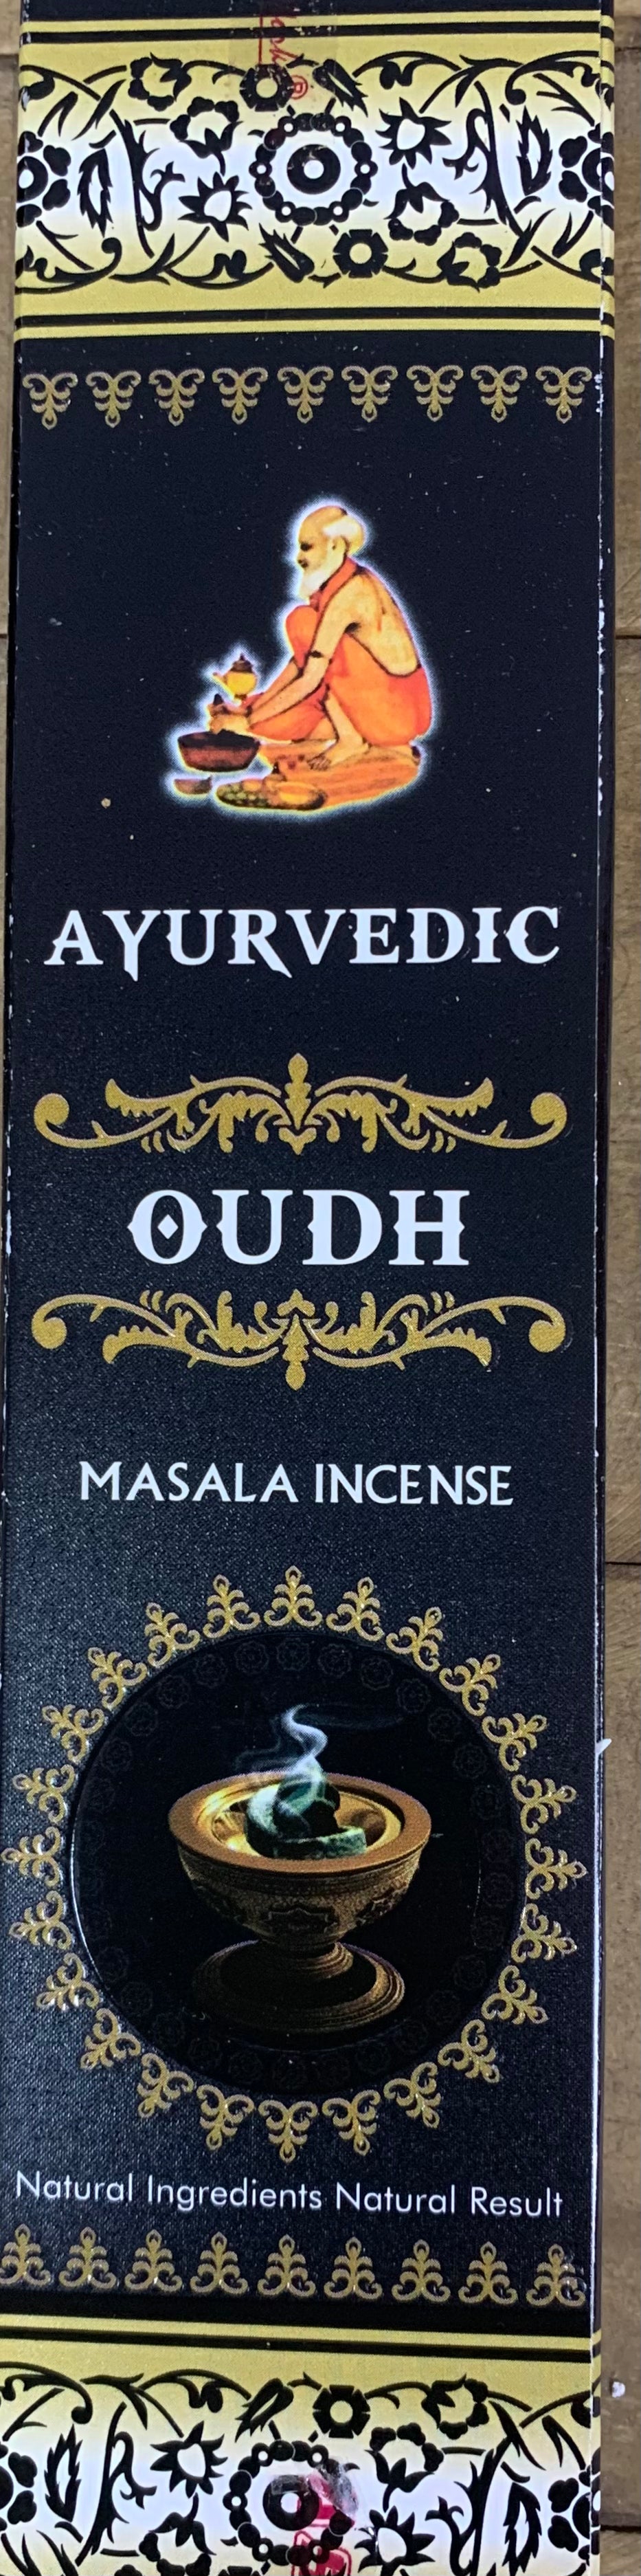 AYURVEDIC
OUDH
MASALA INCENSE
Natural Ingredients Natural Result